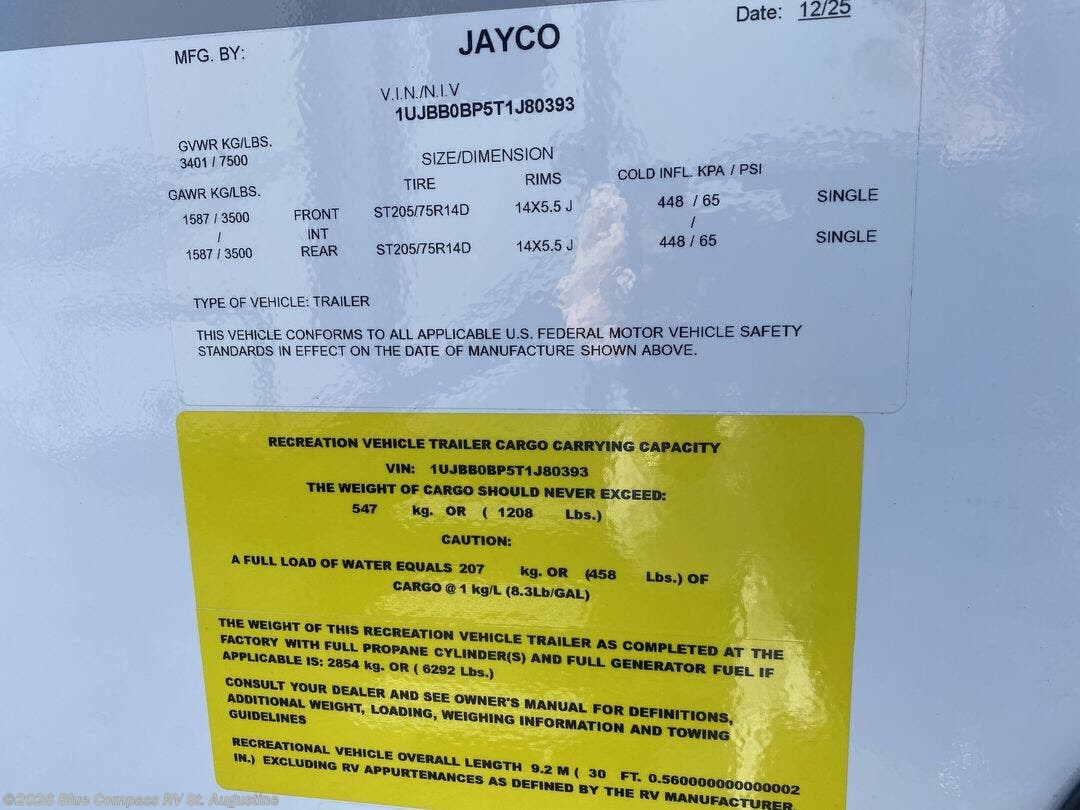 Date: 12/25
MFG. BY: JAYCO
V.I.N./N.I.V
1UJBB0BP5T1J80393
GVWR KG/LBS.
3401 / 7500
SIZE/DIMENSION
GAWR KG/LBS. TIRE RIMS COLD INFL. KPA / PSI
1587 / 3500 FRONT ST205/75R14D 14X5.5 J 448 / 65 SINGLE
/ INT /
1587 / 3500 REAR ST205/75R14D 14X5.5 J 448 / 65 SINGLE
TYPE OF VEHICLE: TRAILER
THIS VEHICLE CONFORMS TO ALL APPLICABLE U.S. FEDERAL MOTOR VEHICLE SAFETY
STANDARDS IN EFFECT ON THE DATE OF MANUFACTURE SHOWN ABOVE.
RECREATION VEHICLE TRAILER CARGO CARRYING CAPACITY
VIN: 1UJBB0BP5T1J80393
THE WEIGHT OF CARGO SHOULD NEVER EXCEED:
547 kg. OR ( 1208 Lbs.)
CAUTION:
A FULL LOAD OF WATER EQUALS 207 kg. OR (458 Lbs.) OF
CARGO @ 1 kg/L (8.3Lb/GAL)
THE WEIGHT OF THIS RECREATION VEHICLE TRAILER AS COMPLETED AT THE
FACTORY WITH FULL PROPANE CYLINDER(S) AND FULL GENERATOR FUEL IF
APPLICABLE IS: 2854 kg. OR ( 6292 Lbs.)
CONSULT YOUR DEALER AND SEE OWNER'S MANUAL FOR DEFINITIONS,
ADDITIONAL WEIGHT, LOADING, WEIGHING INFORMATION AND TOWING
GUIDELINES
RECREATIONAL VEHICLE OVERALL LENGTH 9.2 M ( 30 FT. 0.5600000000000002
IN.) EXCLUDING RV APPURTENANCES AS DEFINED BY THE RV MANUFACTURER
©2026 Blue Compass RV St. Augustine